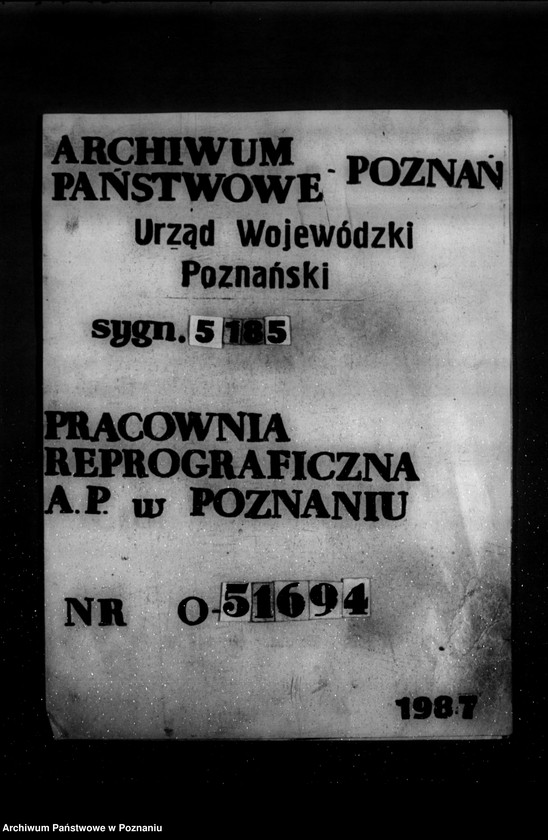 ARCHIWUM
PAŃSTWOWE - POZNAŃ
Urząd Wojewódzki
Poznański
sygn. 5185
PRACOWNIA
REPROGRAFICZNA
A.P. w POZNANIU
NR O-51694
1987
Archiwum Państwowe w Poznaniu